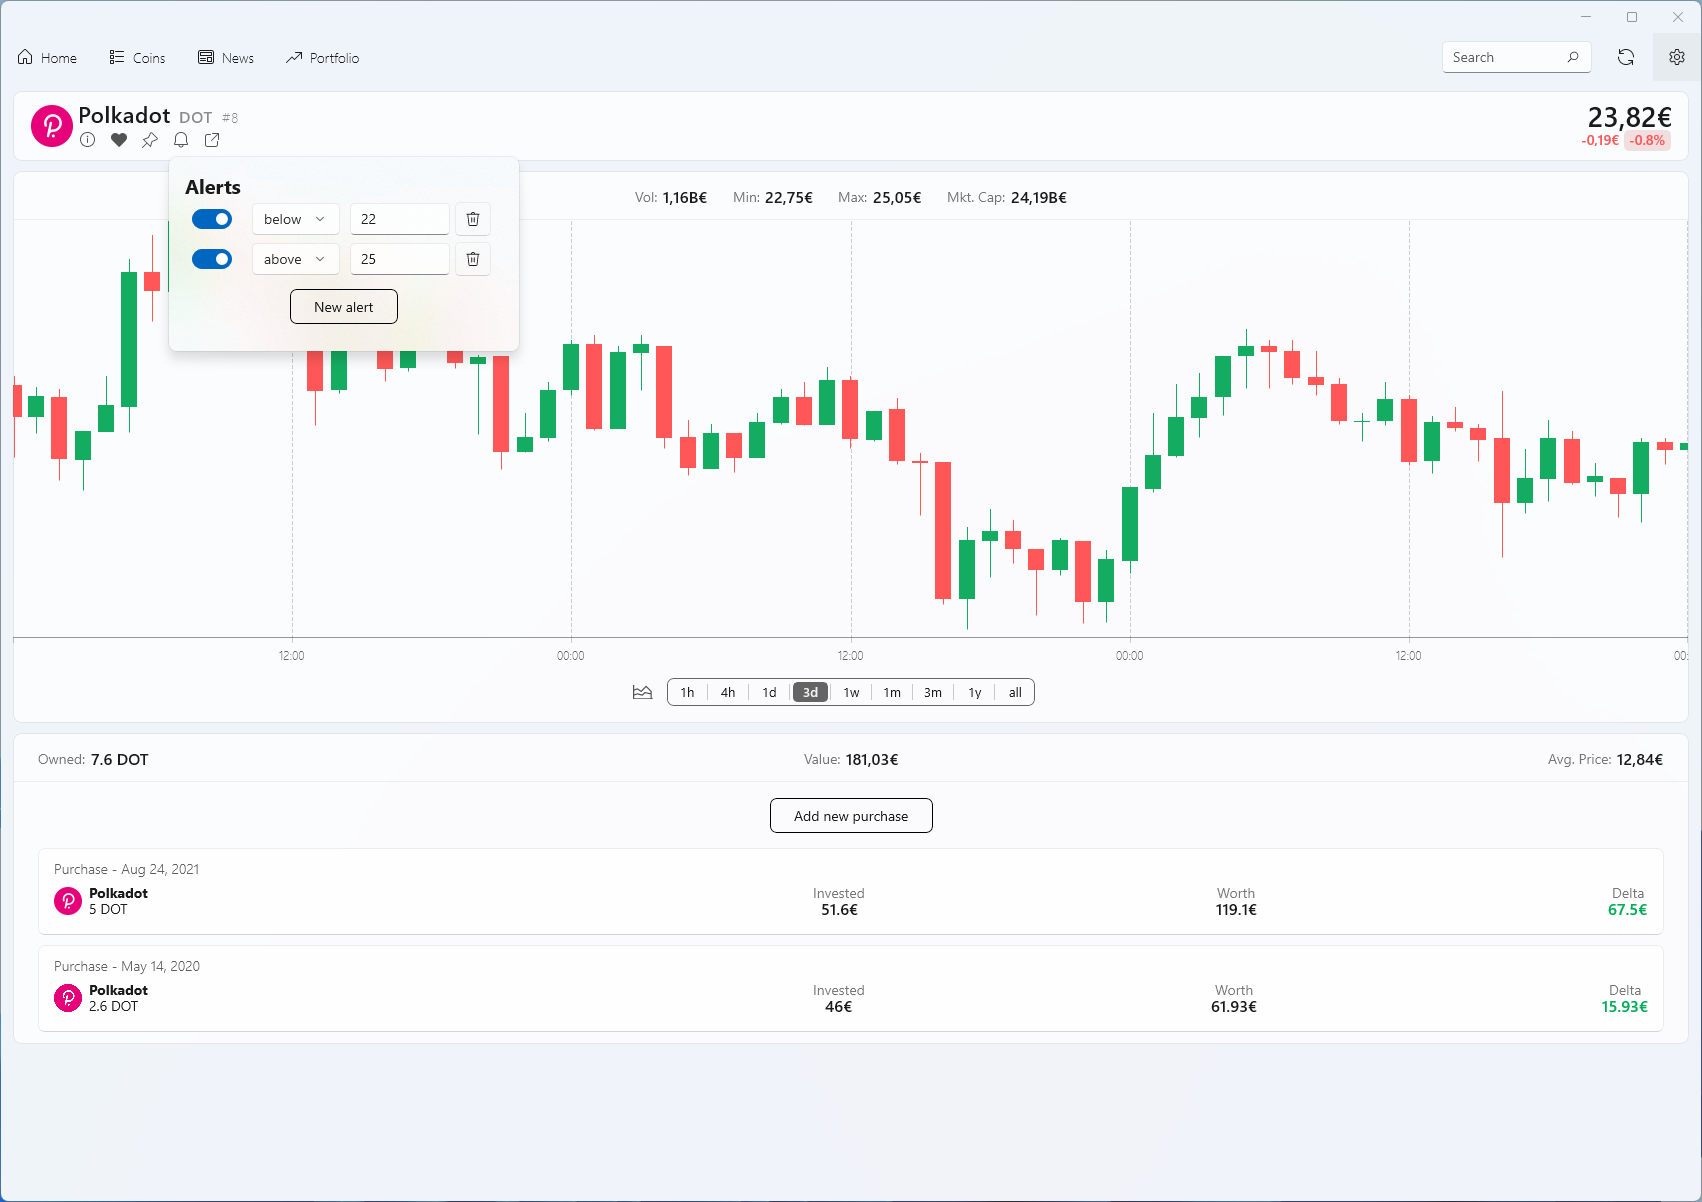 Home
Coins
News
Portfolio
Search
Polkadot DOT #8
23,82€
-0,19€ -0.8%
Alerts
below 22
above 25
New alert
Vol: 1,16B€ Min: 22,75€ Max: 25,05€ Mkt. Cap: 24,19B€
12:00 00:00 12:00 00:00 12:00 00:
1h 4h 1d 3d 1w 1m 3m 1y all
Owned: 7.6 DOT Value: 181,03€ Avg. Price: 12,84€
Add new purchase
Purchase - Aug 24, 2021
Polkadot Invested Worth Delta
5 DOT 51.6€ 119.1€ 67.5€
Purchase - May 14, 2020
Polkadot Invested Worth Delta
2.6 DOT 46€ 61.93€ 15.93€